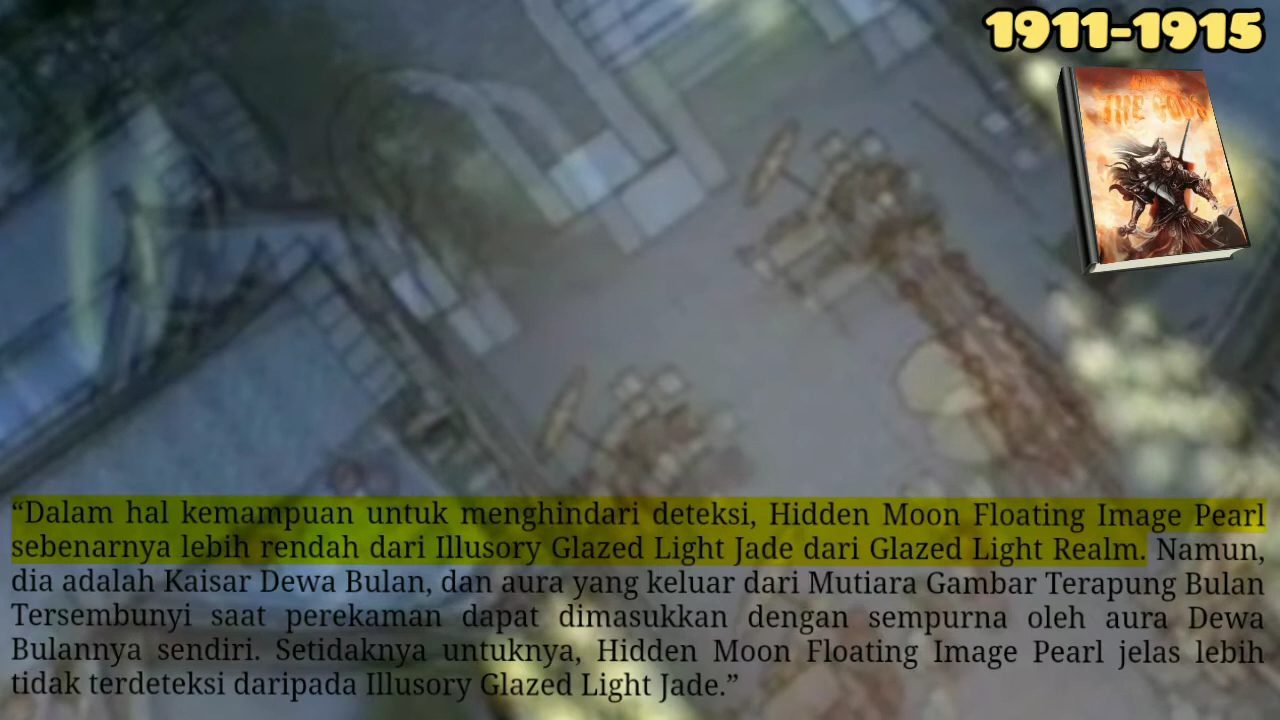 1911-1915
THE GODS
“Dalam hal kemampuan untuk menghindari deteksi, Hidden Moon Floating Image Pearl
sebenarnya lebih rendah dari Illusory Glazed Light Jade dari Glazed Light Realm. Namun,
dia adalah Kaisar Dewa Bulan, dan aura yang keluar dari Mutiara Gambar Terapung Bulan
Tersembunyi saat perekaman dapat dimasukkan dengan sempurna oleh aura Dewa
Bulannya sendiri. Setidaknya untuknya, Hidden Moon Floating Image Pearl jelas lebih
tidak terdeteksi daripada Illusory Glazed Light Jade.”